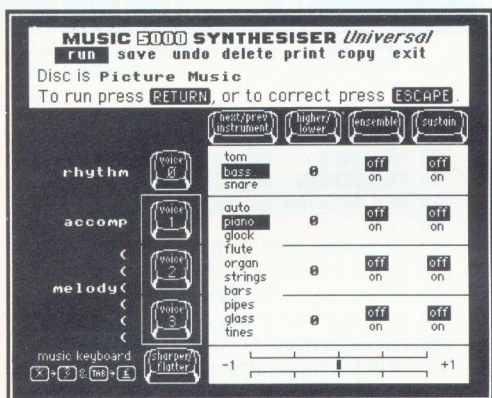 MUSIC 5000 SYNTHESISER Universal
run save undo delete print copy exit
Disc is Picture Music
To run press RETURN, or to correct press ESCAPE.
next/prev instrument higher/lower ensemble sustain
rhythm voice 0
tom
bass
snare
0 off on off on
accomp voice 1
auto
piano
glock
0 off on off on
melody voice 2
flute
organ
strings
bars
0 off on off on
voice 3
pipes
glass
tines
0 off on off on
music keyboard sharper/flatter
-1 +1
TAB